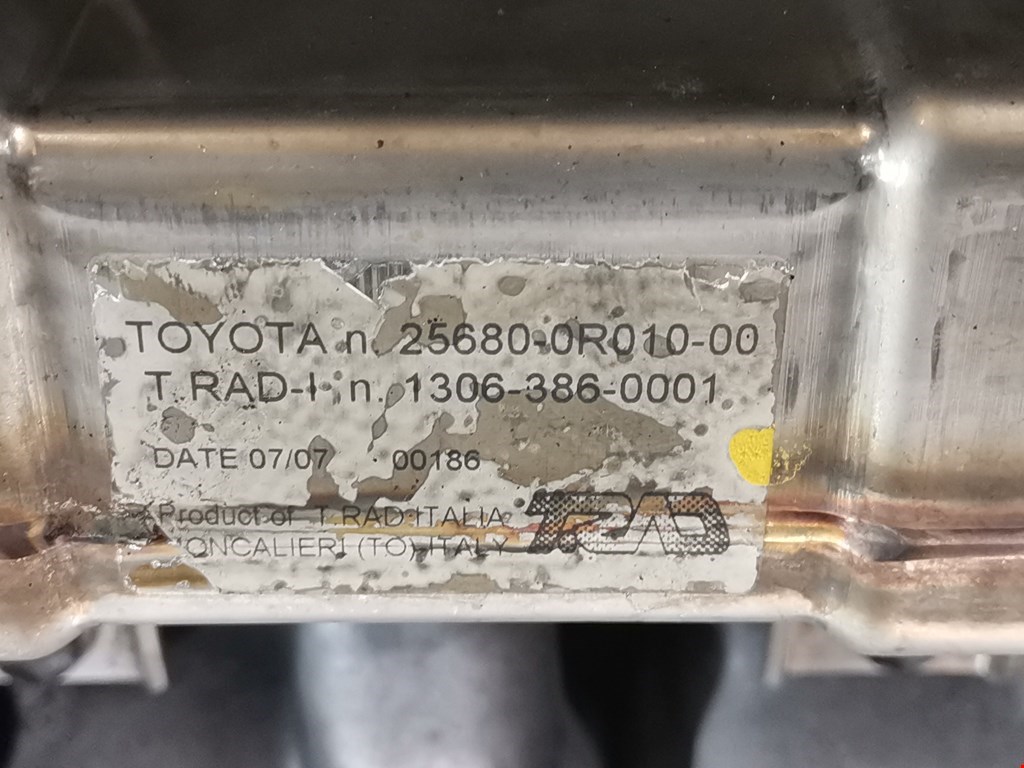 TOYOTA n. 25680-0R010-00
T.RAD-I n. 1306-386-0001
DATE 07/07 00186
Product of T.RAD ITALIA
MONCALIERI (TO) ITALY
TRAD